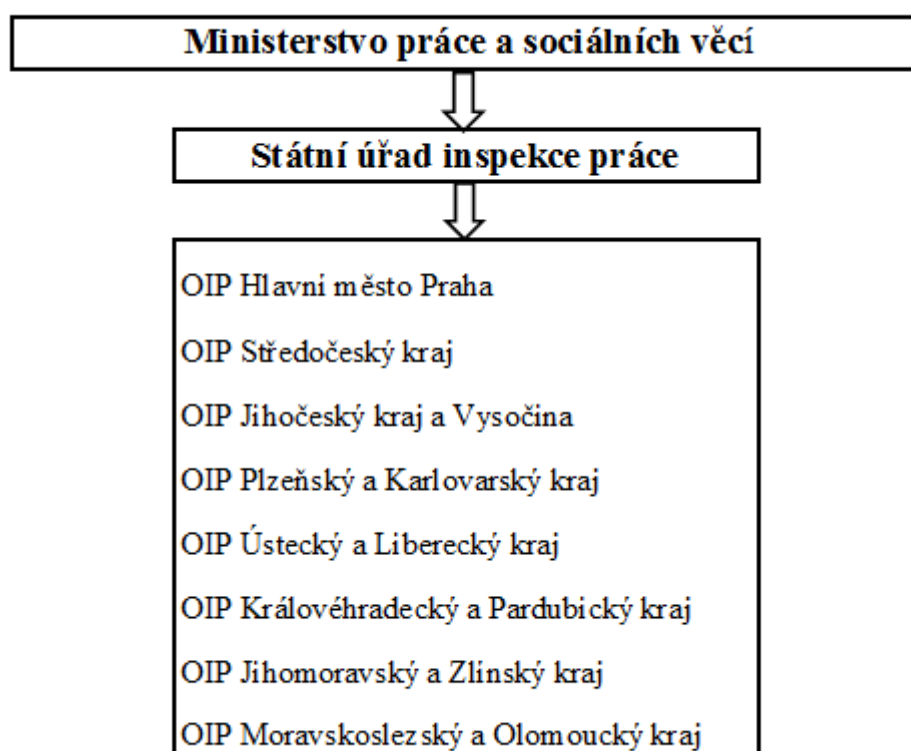 Ministerstvo práce a sociálních věcí
Státní úřad inspekce práce
OIP Hlavní město Praha
OIP Středočeský kraj
OIP Jihočeský kraj a Vysočina
OIP Plzeňský a Karlovarský kraj
OIP Ústecký a Liberecký kraj
OIP Královéhradecký a Pardubický kraj
OIP Jihomoravský a Zlínský kraj
OIP Moravskoslezský a Olomoucký kraj